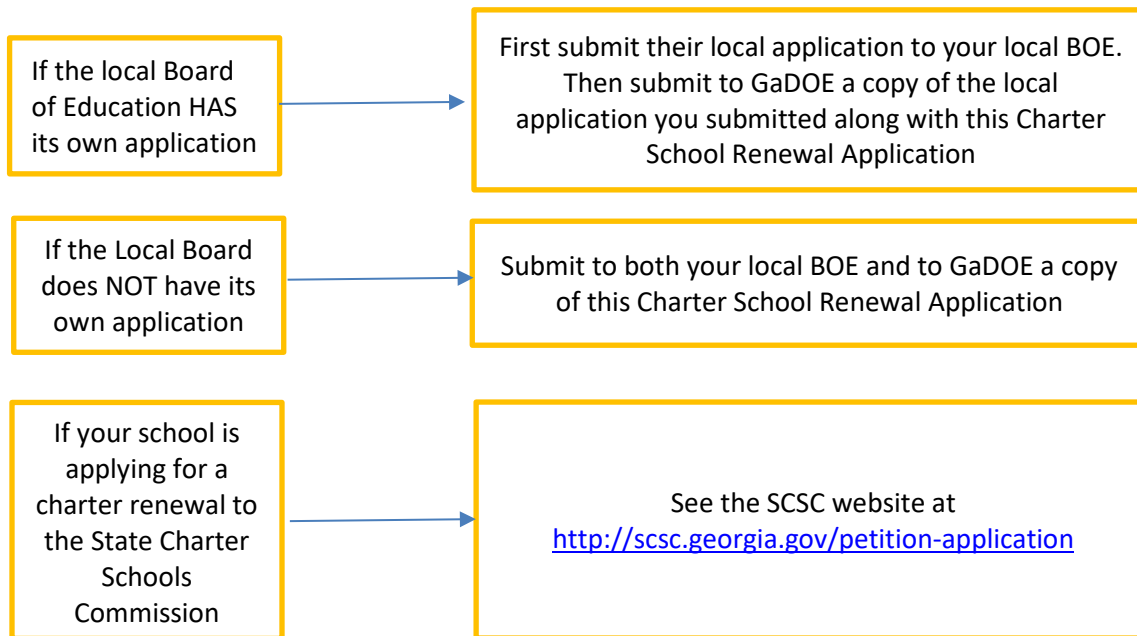 If the local Board
of Education HAS
its own application
First submit their local application to your local BOE.
Then submit to GaDOE a copy of the local
application you submitted along with this Charter
School Renewal Application
If the Local Board
does NOT have its
own application
Submit to both your local BOE and to GaDOE a copy
of this Charter School Renewal Application
If your school is
applying for a
charter renewal to
the State Charter
Schools
Commission
See the SCSC website at
http://scsc.georgia.gov/petition-application